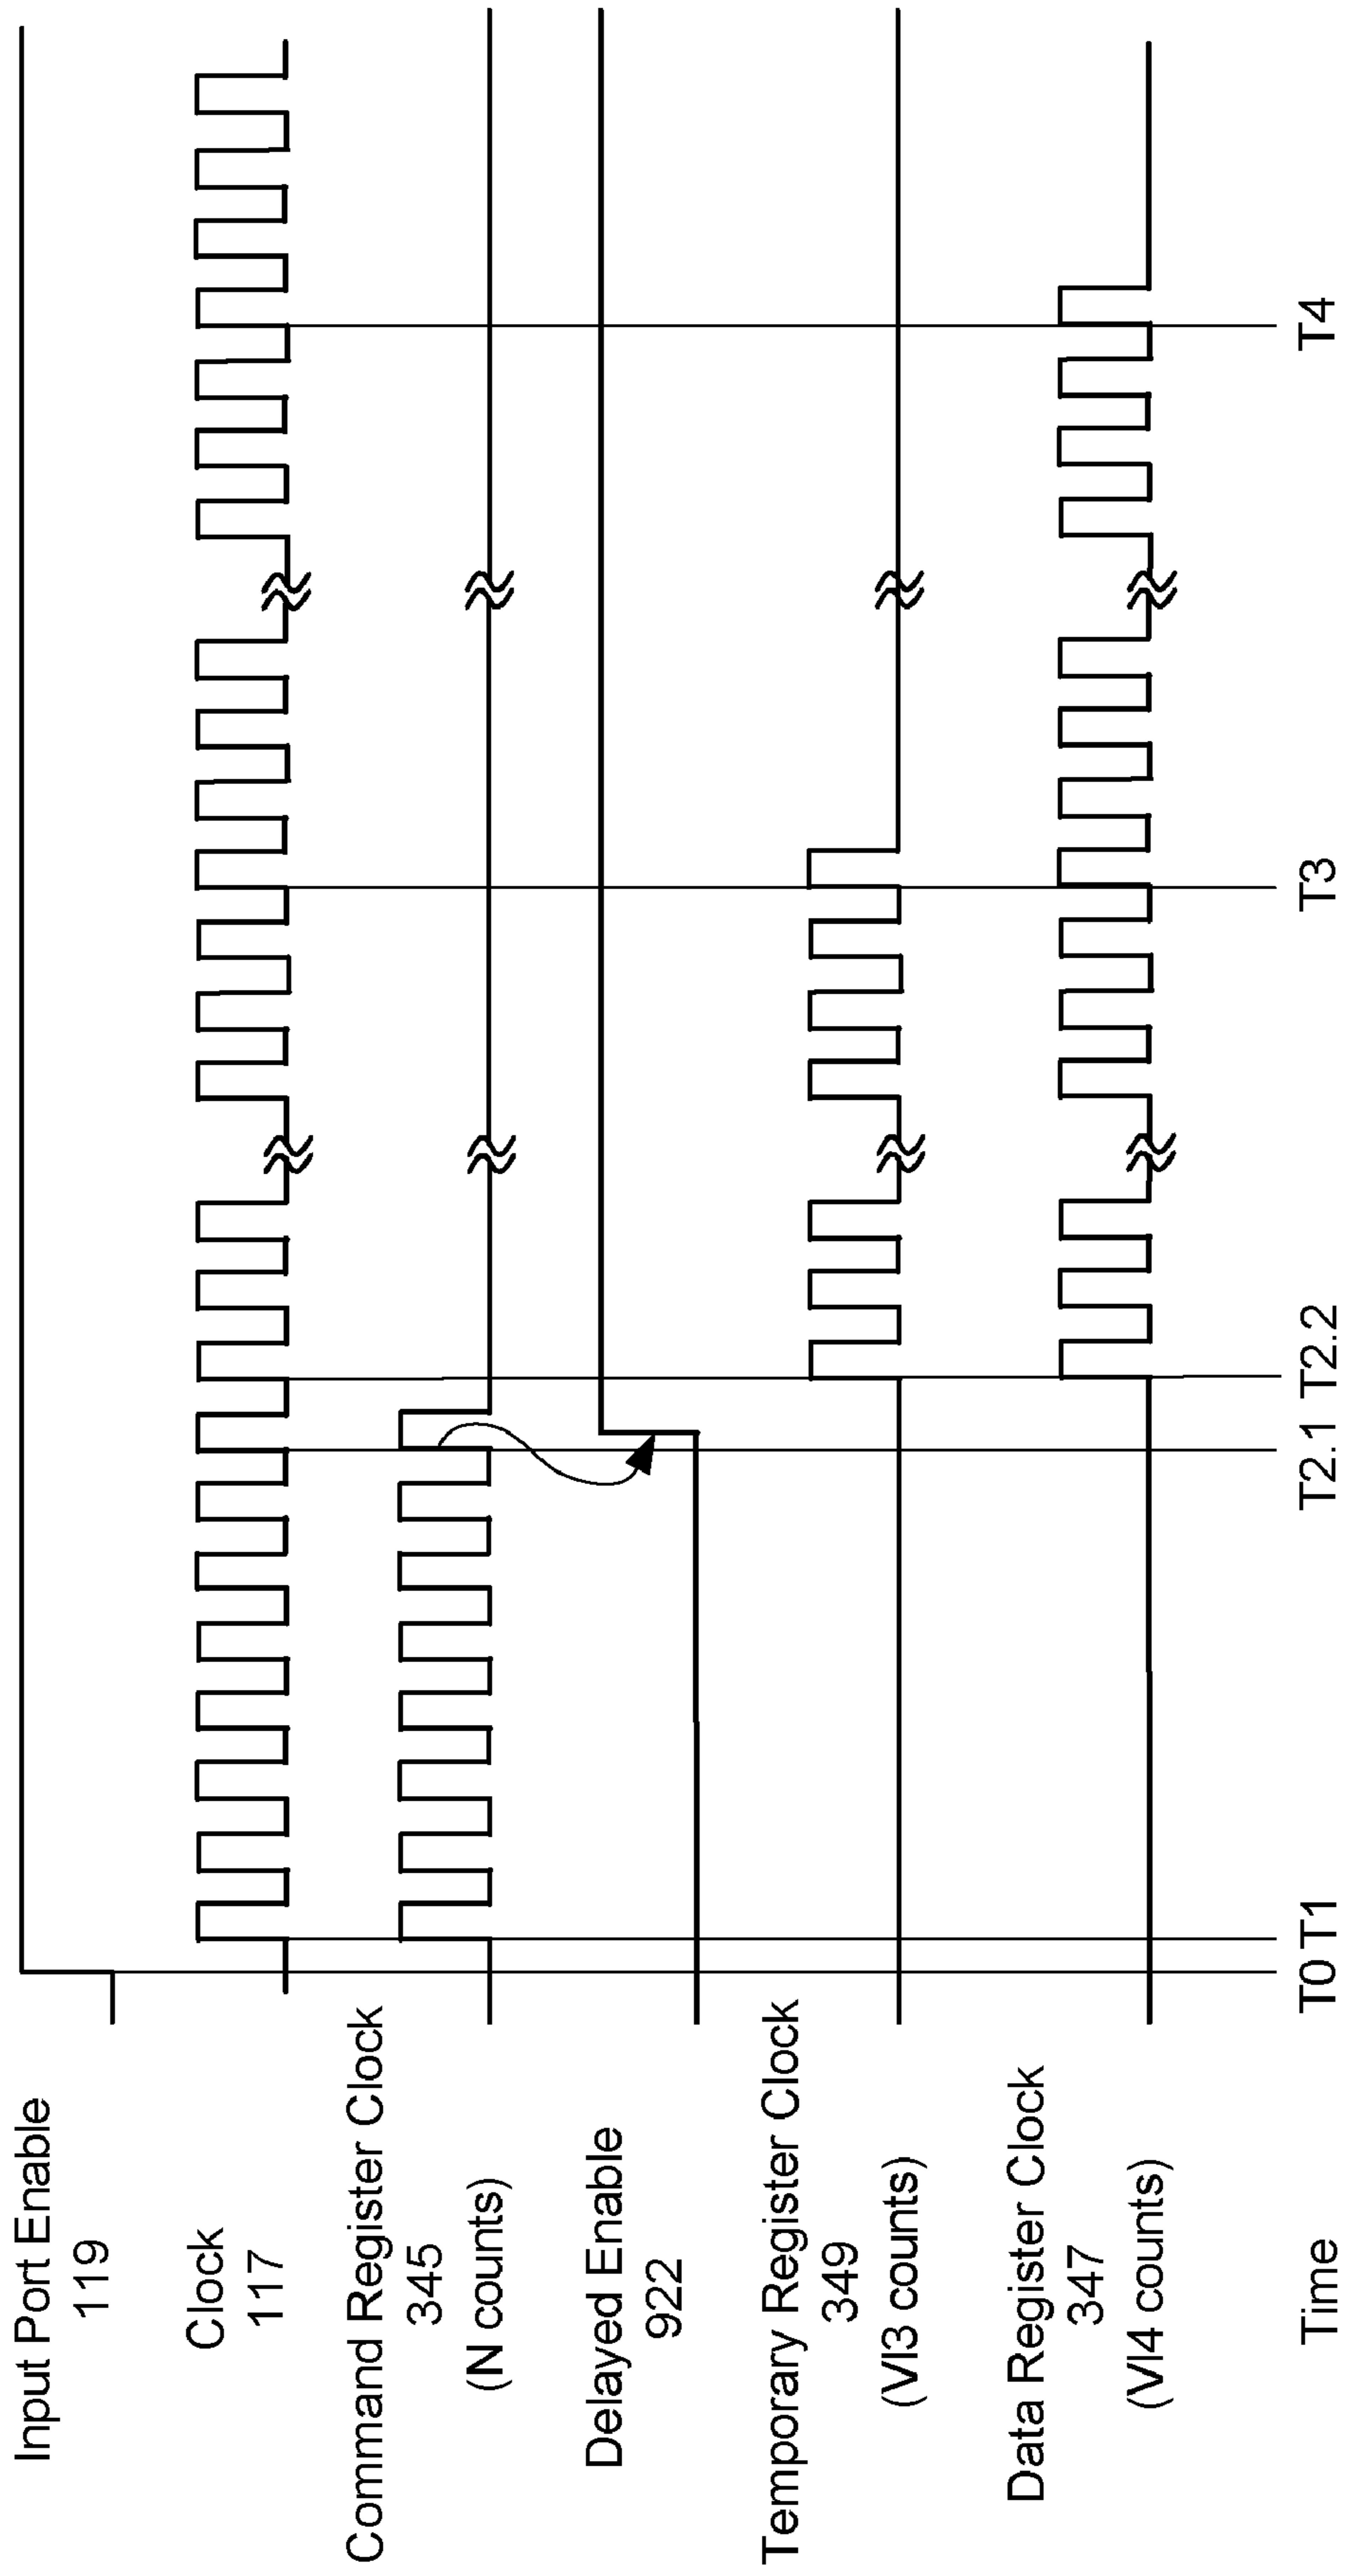 Input Port Enable
119
Clock
117
Command Register Clock
345
(N counts)
Delayed Enable
922
Temporary Register Clock
349
(VI3 counts)
Data Register Clock
347
(VI4 counts)
Time T0 T1 T2.1 T2.2 T3 T4